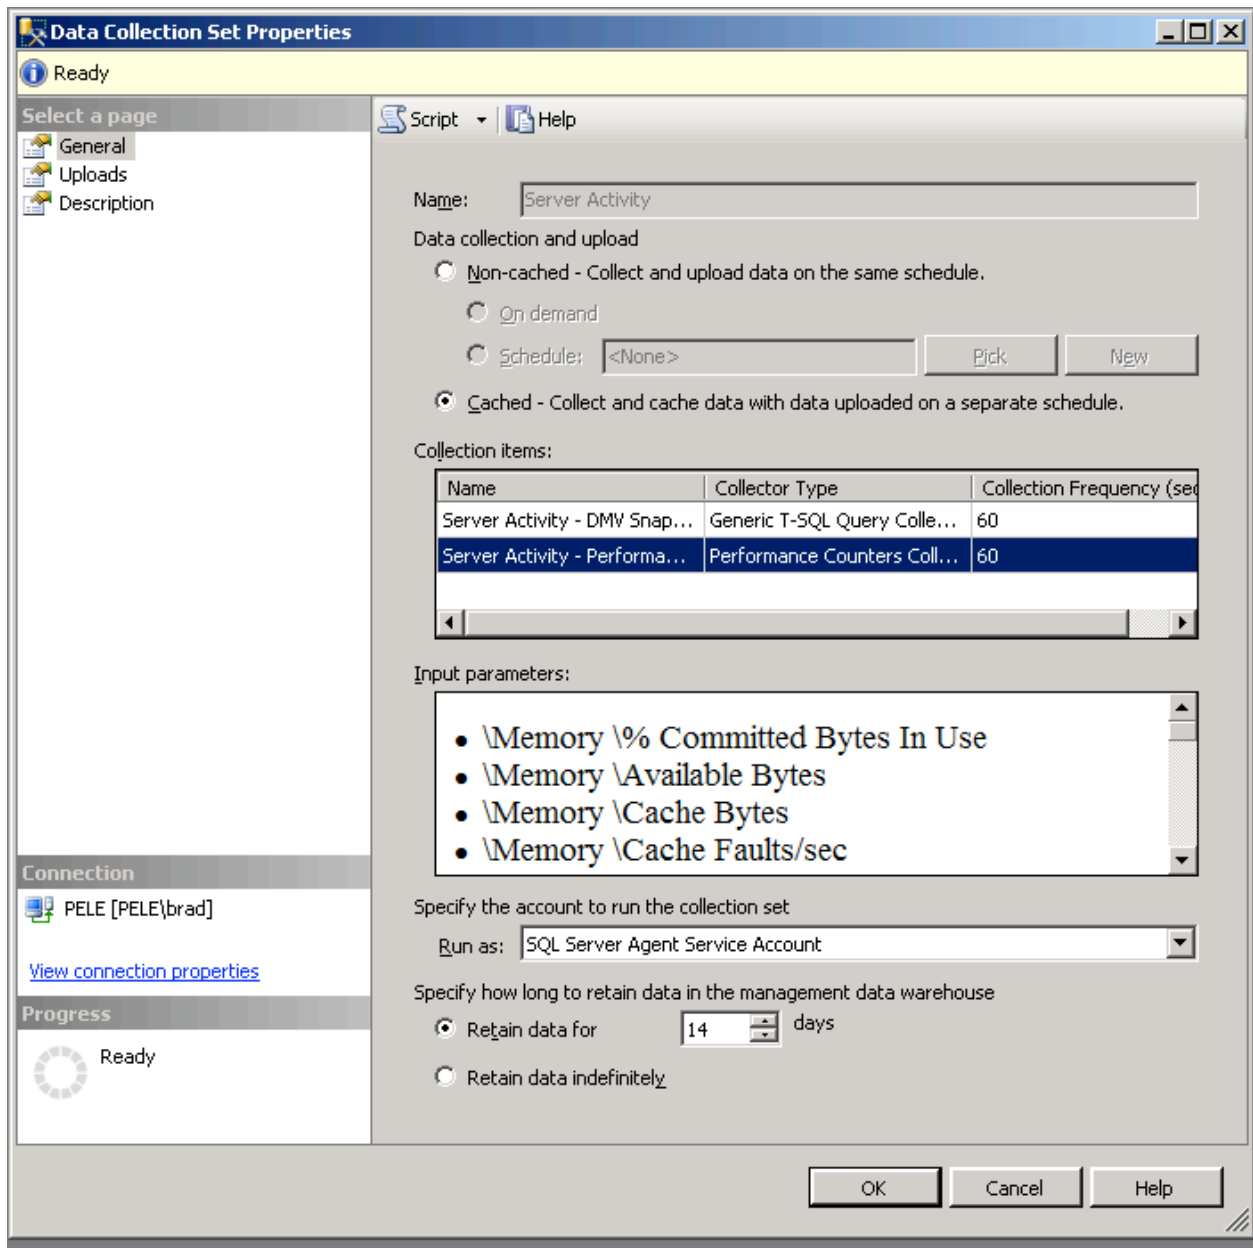 Data Collection Set Properties
Ready
Select a page
General
Uploads
Description
Script
Help
Name: Server Activity
Data collection and upload
Non-cached - Collect and upload data on the same schedule.
On demand
Schedule: <None> Pick New
Cached - Collect and cache data with data uploaded on a separate schedule.
Collection items:
Name Collector Type Collection Frequency (sec
Server Activity - DMV Snap... Generic T-SQL Query Colle... 60
Server Activity - Performa... Performance Counters Coll... 60
Input parameters:
• \Memory \% Committed Bytes In Use
• \Memory \Available Bytes
• \Memory \Cache Bytes
• \Memory \Cache Faults/sec
Connection
PELE [PELE\brad]
View connection properties
Specify the account to run the collection set
Run as: SQL Server Agent Service Account
Specify how long to retain data in the management data warehouse
Retain data for 14 days
Retain data indefinitely
Progress
Ready
OK Cancel Help